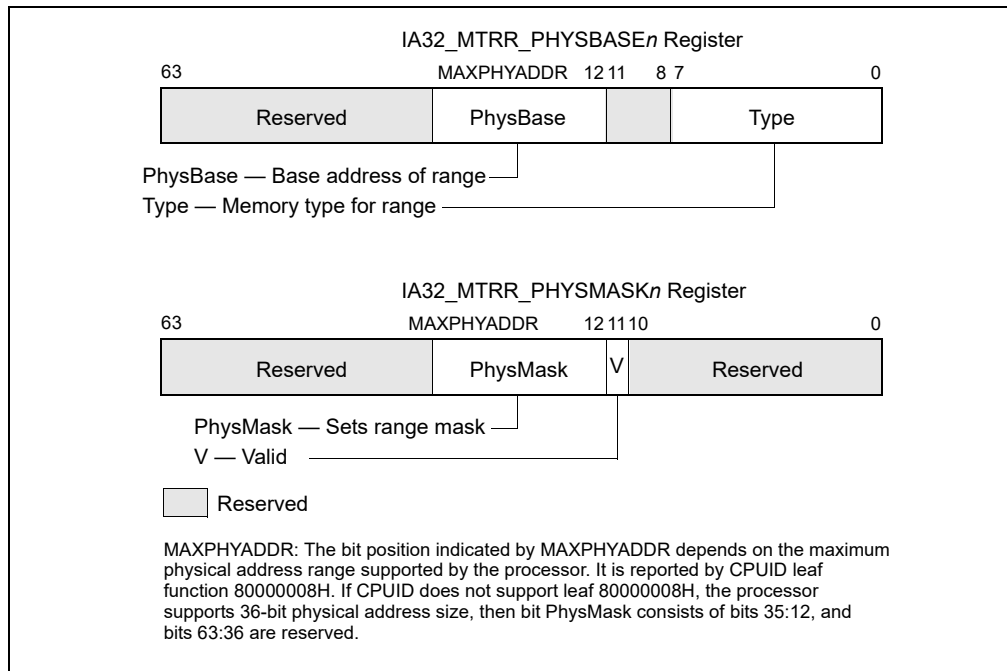 IA32_MTRR_PHYSBASEn Register
63 MAXPHYADDR 12 11 8 7 0
Reserved PhysBase Type
PhysBase — Base address of range
Type — Memory type for range
IA32_MTRR_PHYSMASKn Register
63 MAXPHYADDR 12 11 10 0
Reserved PhysMask V Reserved
PhysMask — Sets range mask
V — Valid
Reserved
MAXPHYADDR: The bit position indicated by MAXPHYADDR depends on the maximum
physical address range supported by the processor. It is reported by CPUID leaf
function 80000008H. If CPUID does not support leaf 80000008H, the processor
supports 36-bit physical address size, then bit PhysMask consists of bits 35:12, and
bits 63:36 are reserved.